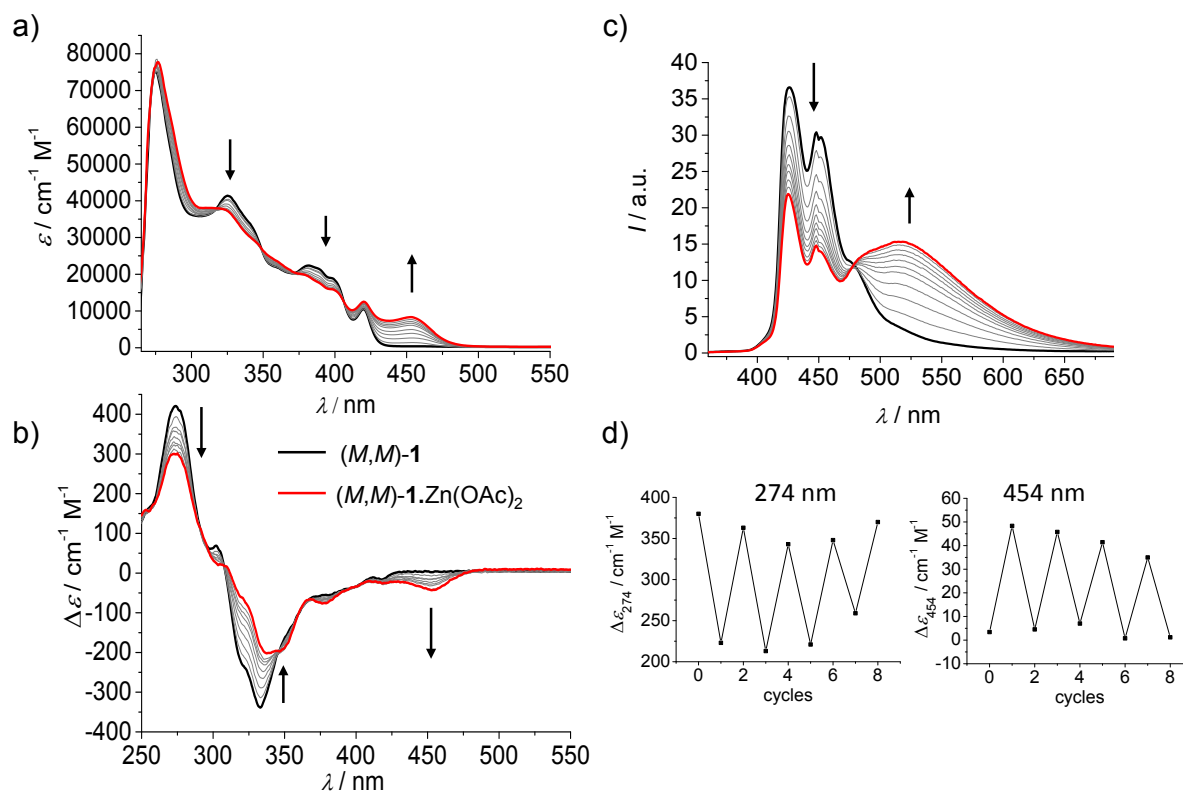 a)
80000
70000
60000
50000
40000
30000
20000
10000
0
ε / cm⁻¹ M⁻¹
300 350 400 450 500 550
λ / nm
b)
400
300
200
100
0
-100
-200
-300
-400
Δε / cm⁻¹ M⁻¹
(M,M)-1
(M,M)-1.Zn(OAc)₂
250 300 350 400 450 500 550
λ / nm
c)
40
35
30
25
20
15
10
5
0
I / a.u.
400 450 500 550 600 650
λ / nm
d)
274 nm
400
350
300
250
200
Δε₂₇₄ / cm⁻¹ M⁻¹
0 2 4 6 8
cycles
454 nm
60
50
40
30
20
10
0
-10
Δε₄₅₄ / cm⁻¹ M⁻¹
0 2 4 6 8
cycles